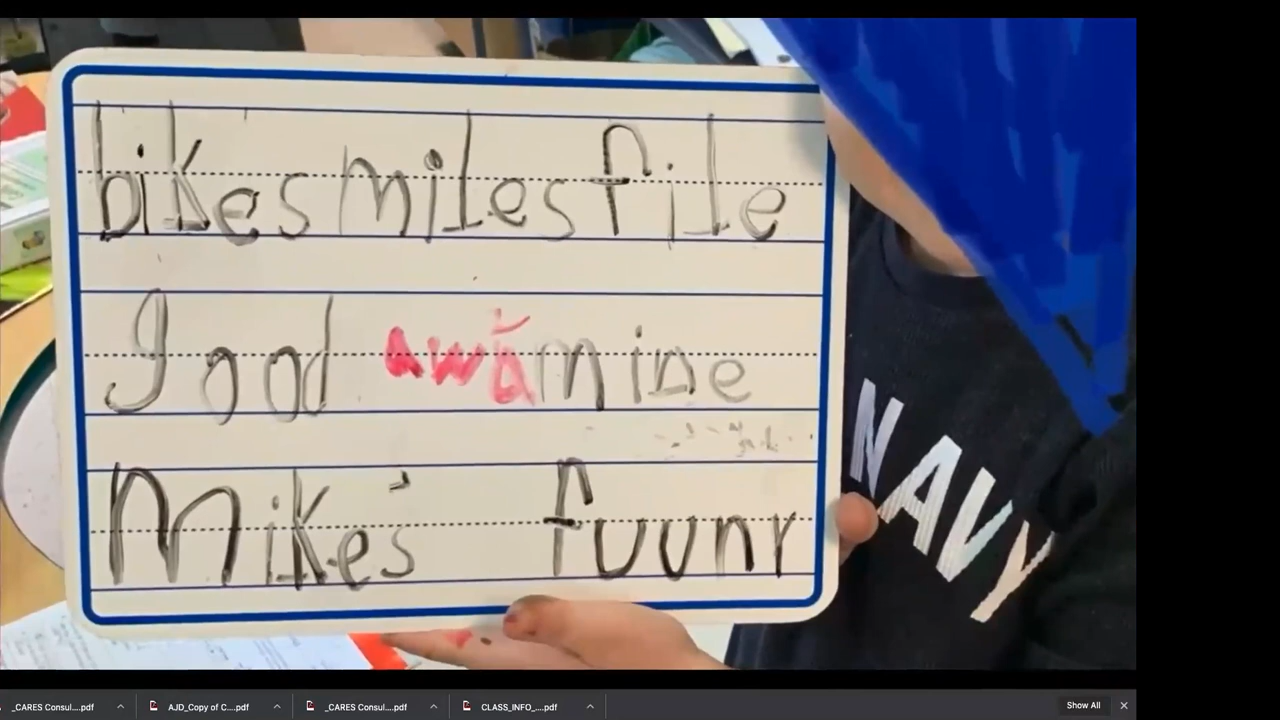 bikes miles file
good awa mine
Mike's fuunr
NAVY
_CARES Consul....pdf
AJD_Copy of C....pdf
_CARES Consul....pdf
CLASS_INFO_....pdf
Show All